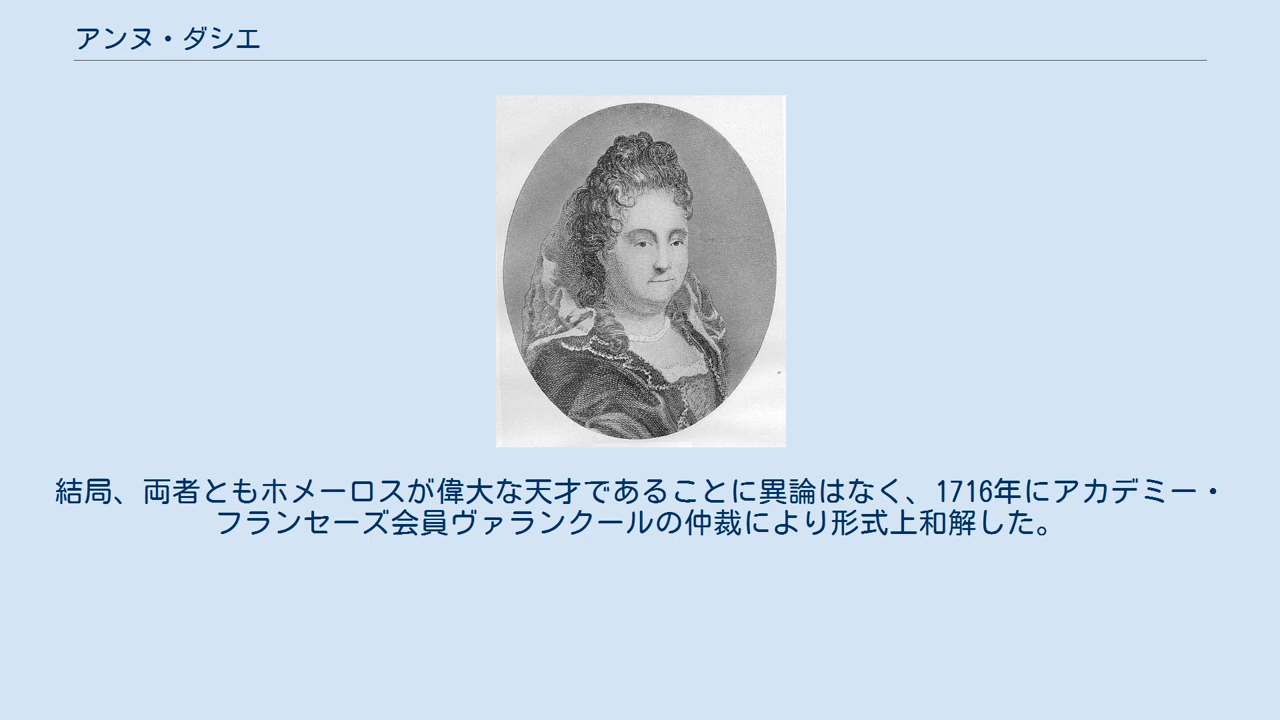 アンヌ・ダシエ
結局、両者ともホメーロスが偉大な天才であることに異論はなく、1716年にアカデミー・
フランセーズ会員ヴァランクールの仲裁により形式上和解した。